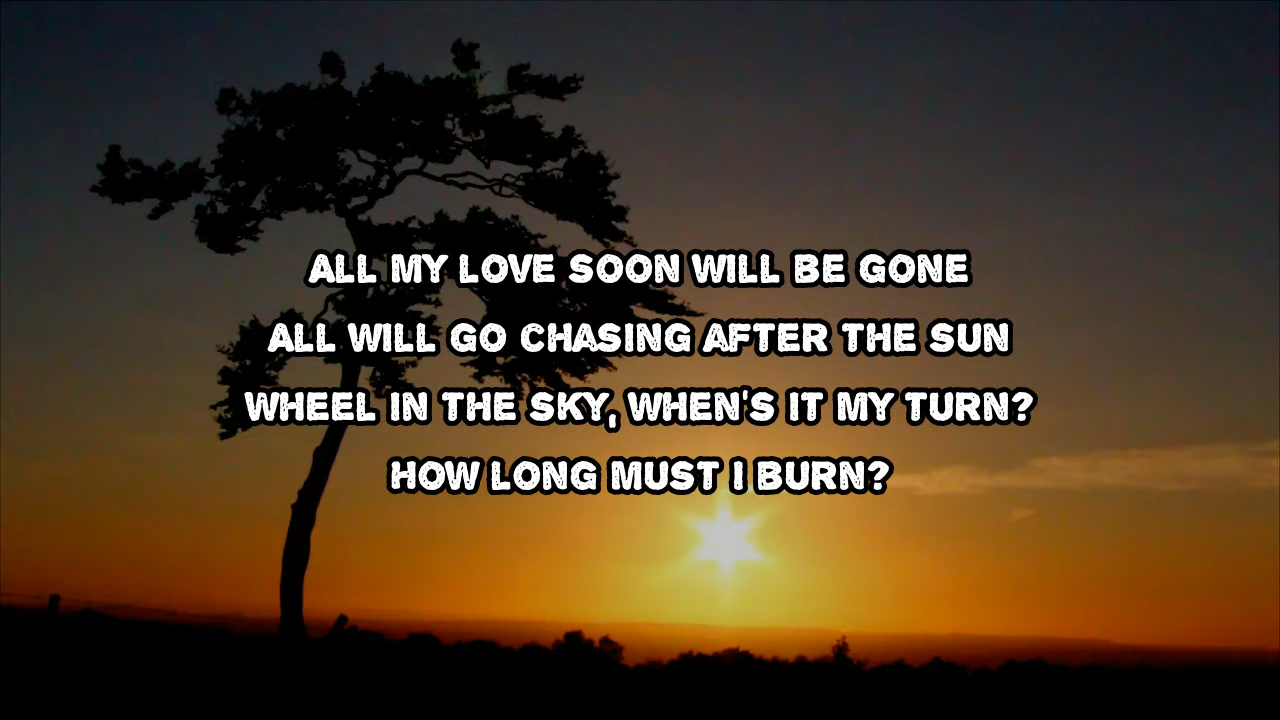 ALL MY LOVE SOON WILL BE GONE
ALL WILL GO CHASING AFTER THE SUN
WHEEL IN THE SKY, WHEN'S IT MY TURN?
HOW LONG MUST I BURN?